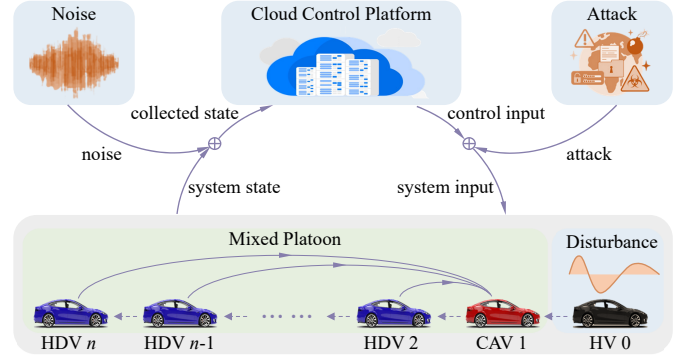 Noise
Cloud Control Platform
Attack
collected state
control input
noise
attack
system state
system input
Mixed Platoon
Disturbance
HDV n
HDV n-1
HDV 2
CAV 1
HV 0